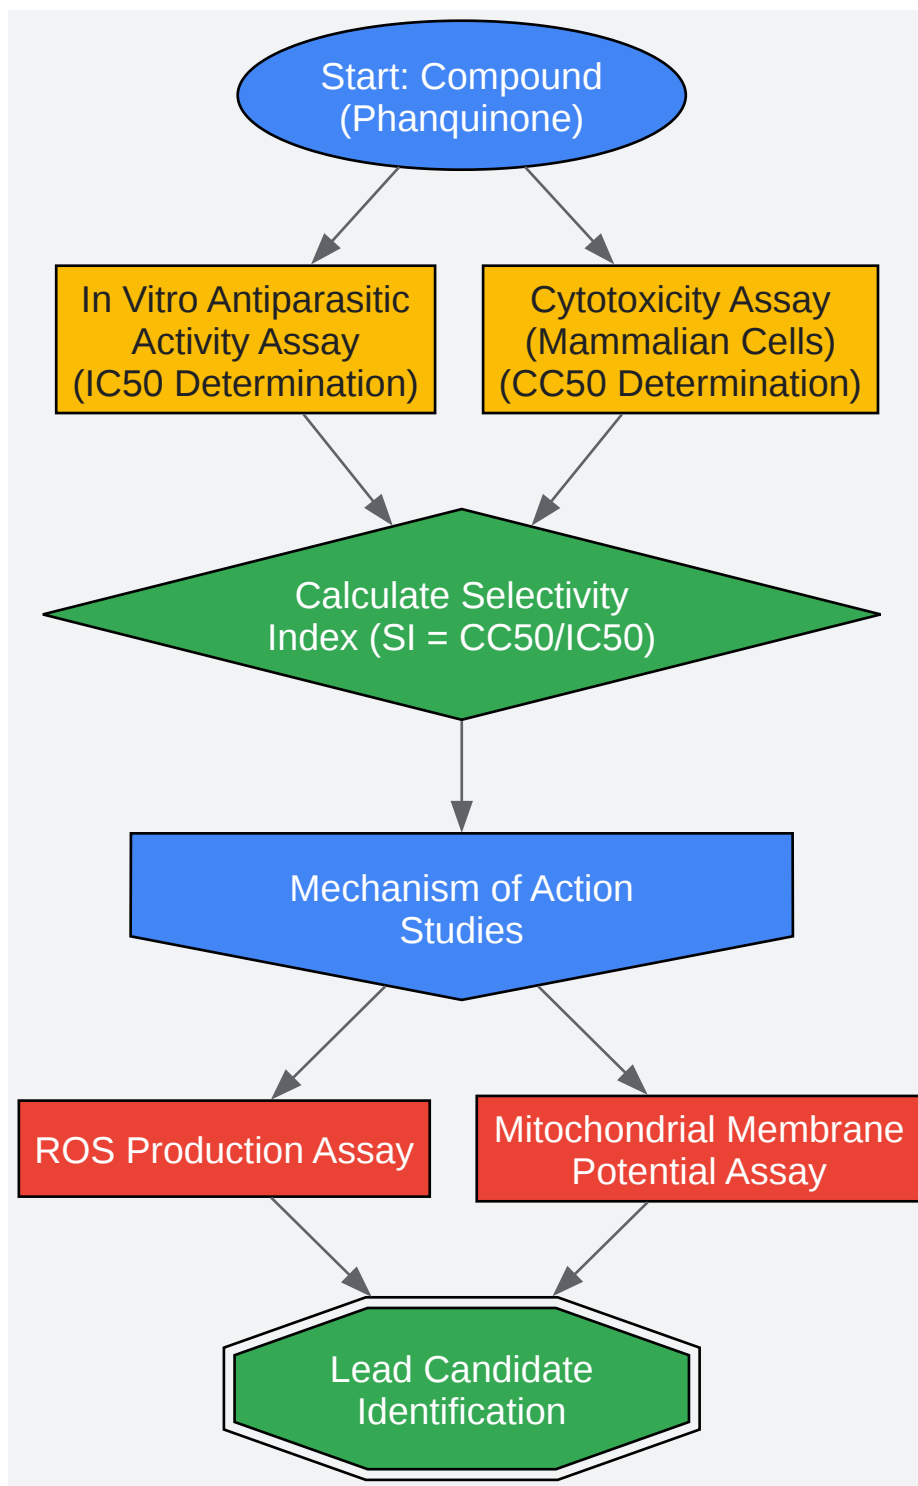 Start: Compound
(Phanquinone)
In Vitro Antiparasitic
Activity Assay
(IC50 Determination)
Cytotoxicity Assay
(Mammalian Cells)
(CC50 Determination)
Calculate Selectivity
Index (SI = CC50/IC50)
Mechanism of Action
Studies
ROS Production Assay
Mitochondrial Membrane
Potential Assay
Lead Candidate
Identification